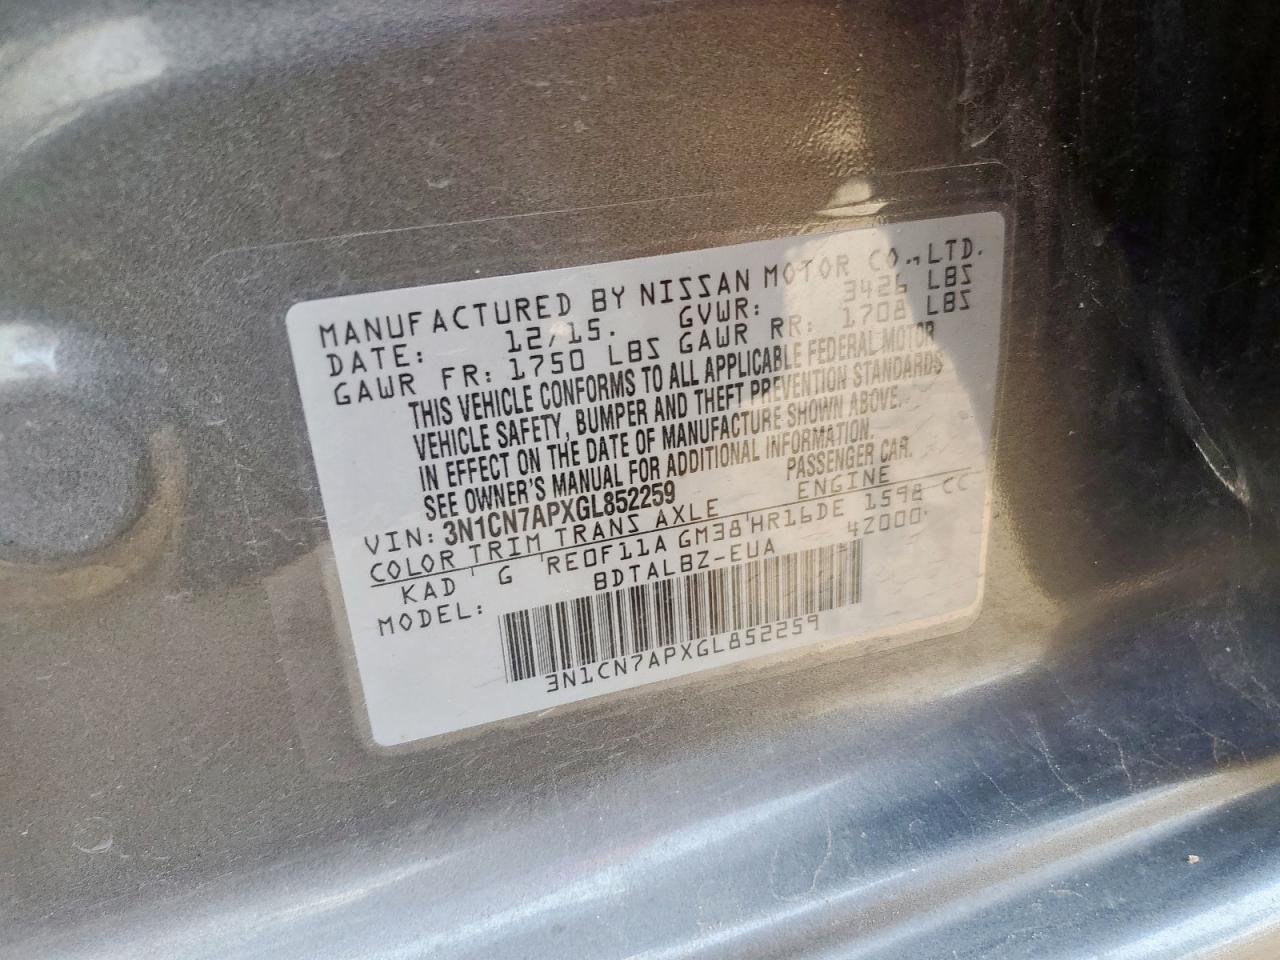 MANUFACTURED BY NISSAN MOTOR CO., LTD.
DATE: 12/15. GVWR: 3426 LBS
GAWR FR: 1750 LBS GAWR RR: 1708 LBS
THIS VEHICLE CONFORMS TO ALL APPLICABLE FEDERAL MOTOR
VEHICLE SAFETY, BUMPER AND THEFT PREVENTION STANDARDS
IN EFFECT ON THE DATE OF MANUFACTURE SHOWN ABOVE.
SEE OWNER'S MANUAL FOR ADDITIONAL INFORMATION.
VIN: 3N1CN7APXGL852259 PASSENGER CAR.
COLOR TRIM TRANS AXLE ENGINE
KAD G RE0F11A GM38 HR16DE 1598 CC
MODEL: BDTALBZ-EUA 42000
3N1CN7APXGL852259